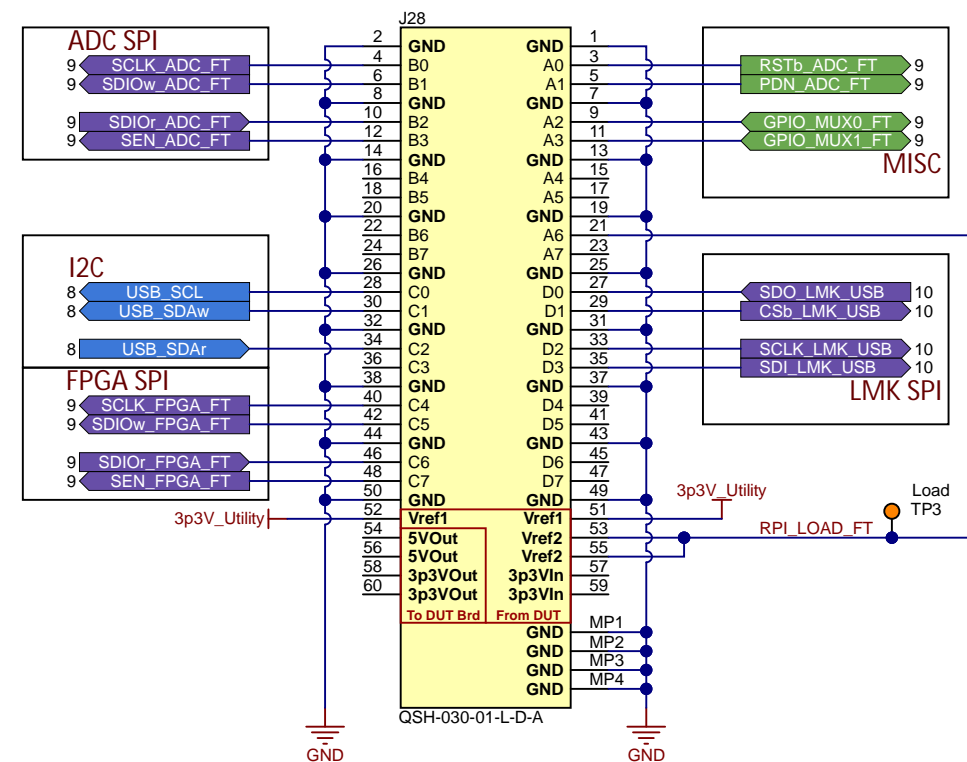 J28
ADC SPI
9 SCLK_ADC_FT
9 SDIOw_ADC_FT
9 SDIOr_ADC_FT
9 SEN_ADC_FT
I2C
8 USB_SCL
8 USB_SDAw
8 USB_SDAr
FPGA SPI
9 SCLK_FPGA_FT
9 SDIOw_FPGA_FT
9 SDIOr_FPGA_FT
9 SEN_FPGA_FT
3p3V_Utility
2 GND GND 1
4 B0 A0 3
6 B1 A1 5
8 GND GND 7
10 B2 A2 9
12 B3 A3 11
14 GND GND 13
16 B4 A4 15
18 B5 A5 17
20 GND GND 19
22 B6 A6 21
24 B7 A7 23
26 GND GND 25
28 C0 D0 27
30 C1 D1 29
32 GND GND 31
34 C2 D2 33
36 C3 D3 35
38 GND GND 37
40 C4 D4 39
42 C5 D5 41
44 GND GND 43
46 C6 D6 45
48 C7 D7 47
50 GND GND 49
52 Vref1 Vref1 51
54 5VOut Vref2 53
56 5VOut Vref2 55
58 3p3VOut 3p3VIn 57
60 3p3VOut 3p3VIn 59
To DUT Brd From DUT
GND MP1
GND MP2
GND MP3
GND MP4
QSH-030-01-L-D-A
GND
GND
RSTb_ADC_FT 9
PDN_ADC_FT 9
GPIO_MUX0_FT 9
GPIO_MUX1_FT 9
MISC
SDO_LMK_USB 10
CSb_LMK_USB 10
SCLK_LMK_USB 10
SDI_LMK_USB 10
LMK SPI
3p3V_Utility
RPI_LOAD_FT
Load
TP3